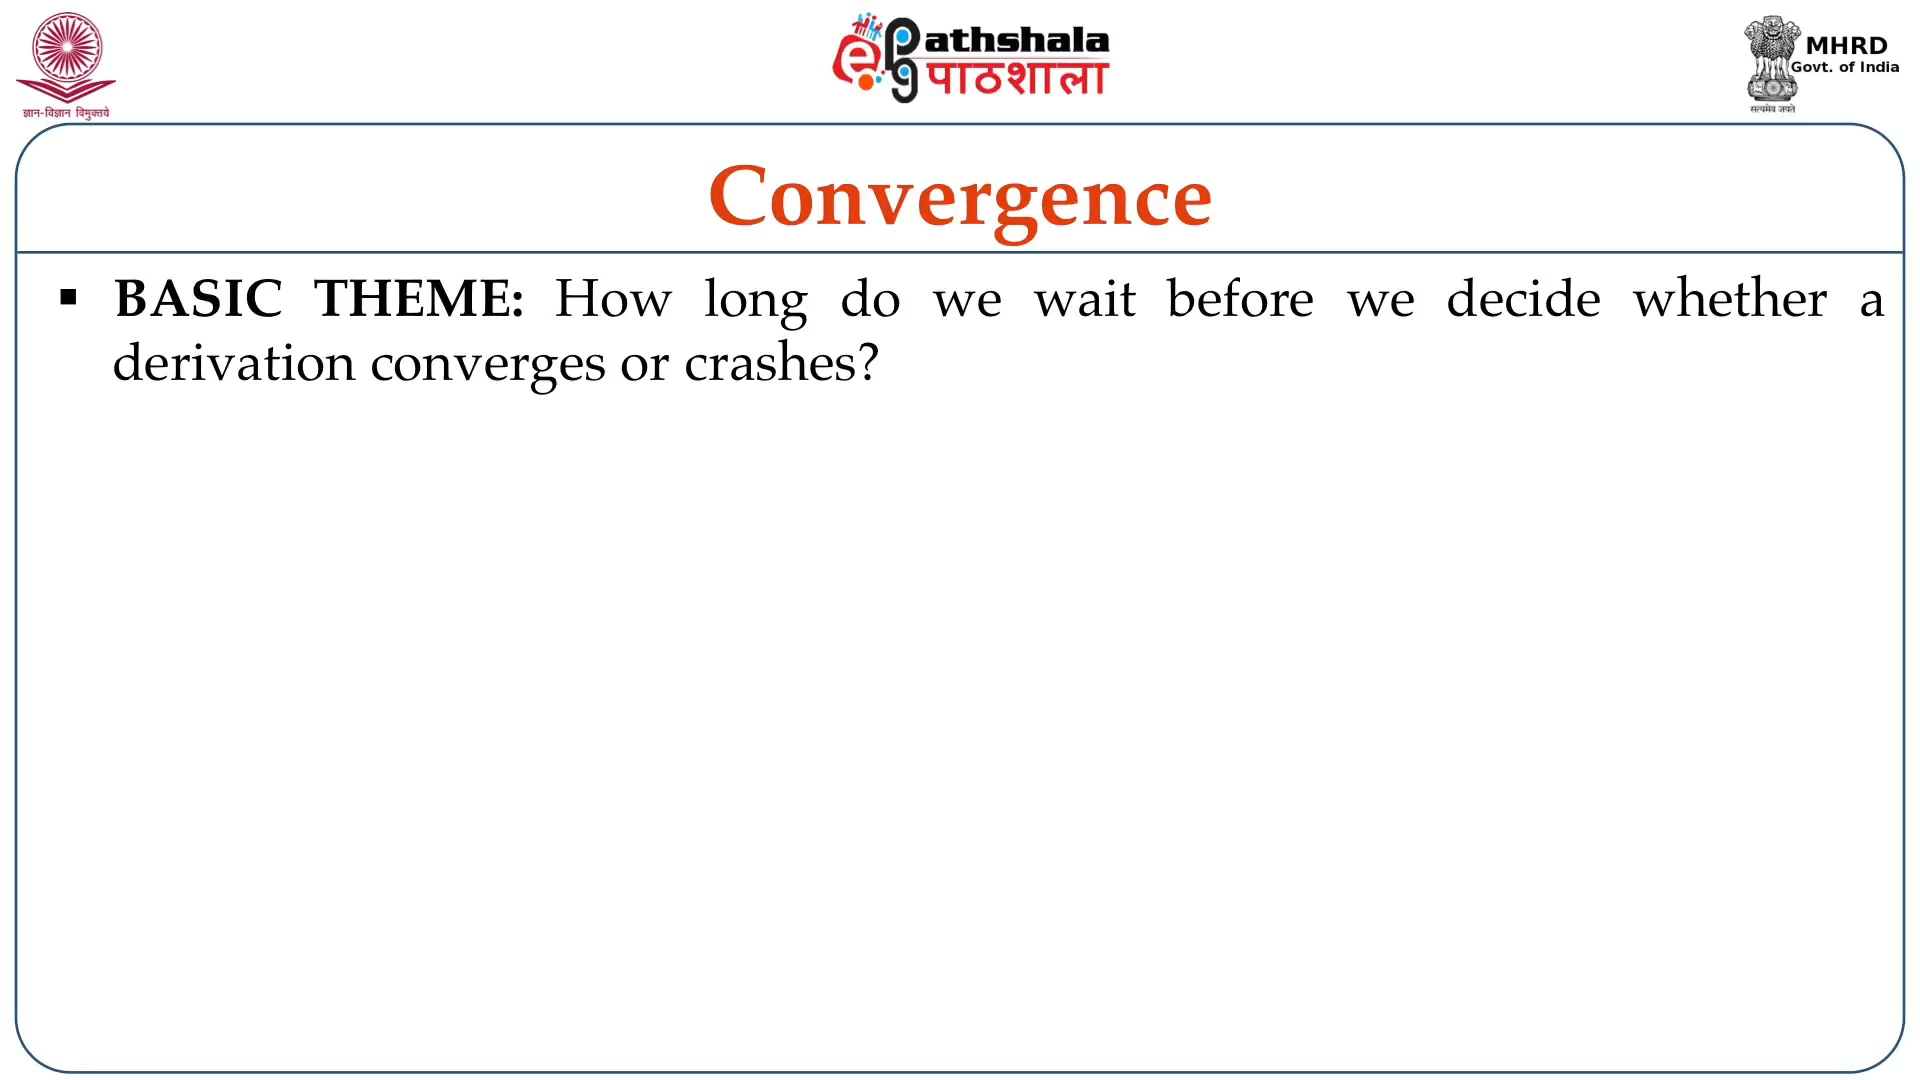 ज्ञान-विज्ञान विमुक्तये
ePathshala
पाठशाला
MHRD
Govt. of India
सत्यमेव जयते
Convergence
▪ BASIC THEME: How long do we wait before we decide whether a
derivation converges or crashes?